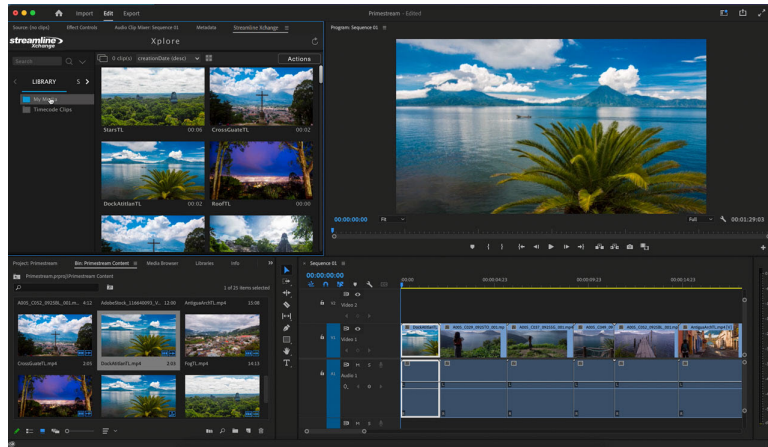 Import Edit Export
Primestream - Edited
Source: (no clips) Effect Controls Audio Clip Mixer: Sequence 01 Metadata Streamline Xchange
Program: Sequence 01
streamline
Xchange
Xplore
Search
0 clip(s) creationDate (desc) Actions
LIBRARY S
My Media
Timecode Clips
StarsTL 00:06
CrossGuateTL 00:02
DockAtitlanTL 00:02
RoofTL 00:00
00:00:00:00 Fit Full 00:01:29:03
Project: Primestream Bin: Primestream Content Media Browser Libraries Info
Primestream.prproj\Primestream Content
1 of 25 items selected
4:12
12:00
AntiguaArchTL.mp4 13:08
CrossGuateTL.mp4 2:05
DockAtitlanTL.mp4 2:03
FogTL.mp4 14:13
Sequence 01
00:00:00:00
:00:00 00:00:04:23 00:00:09:23 00:00:14:23
V2 Video 2
V1 Video 1
A1 Audio 1
M S
M S